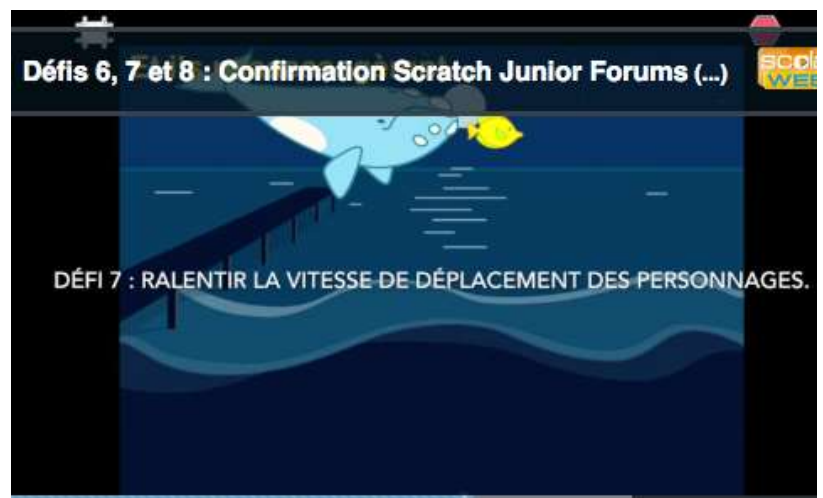 Défis 6, 7 et 8 : Confirmation Scratch Junior Forums (...)
DÉFI 7 : RALENTIR LA VITESSE DE DÉPLACEMENT DES PERSONNAGES.